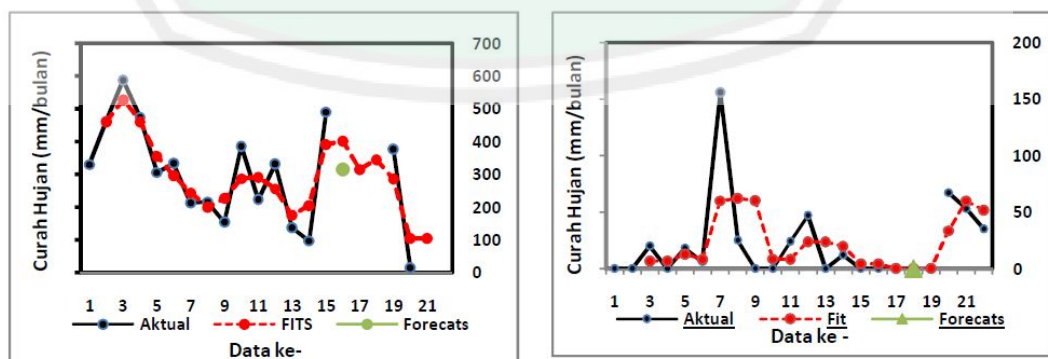 Curah Hujan (mm/bulan)
700
600
500
400
300
200
100
0
1 3 5 7 9 11 13 15 17 19 21
Aktual FITS Forecats
Data ke-
Curah Hujan (mm/bulan)
200
150
100
50
0
1 3 5 7 9 11 13 15 17 19 21
Aktual Fit Forecats
Data ke -